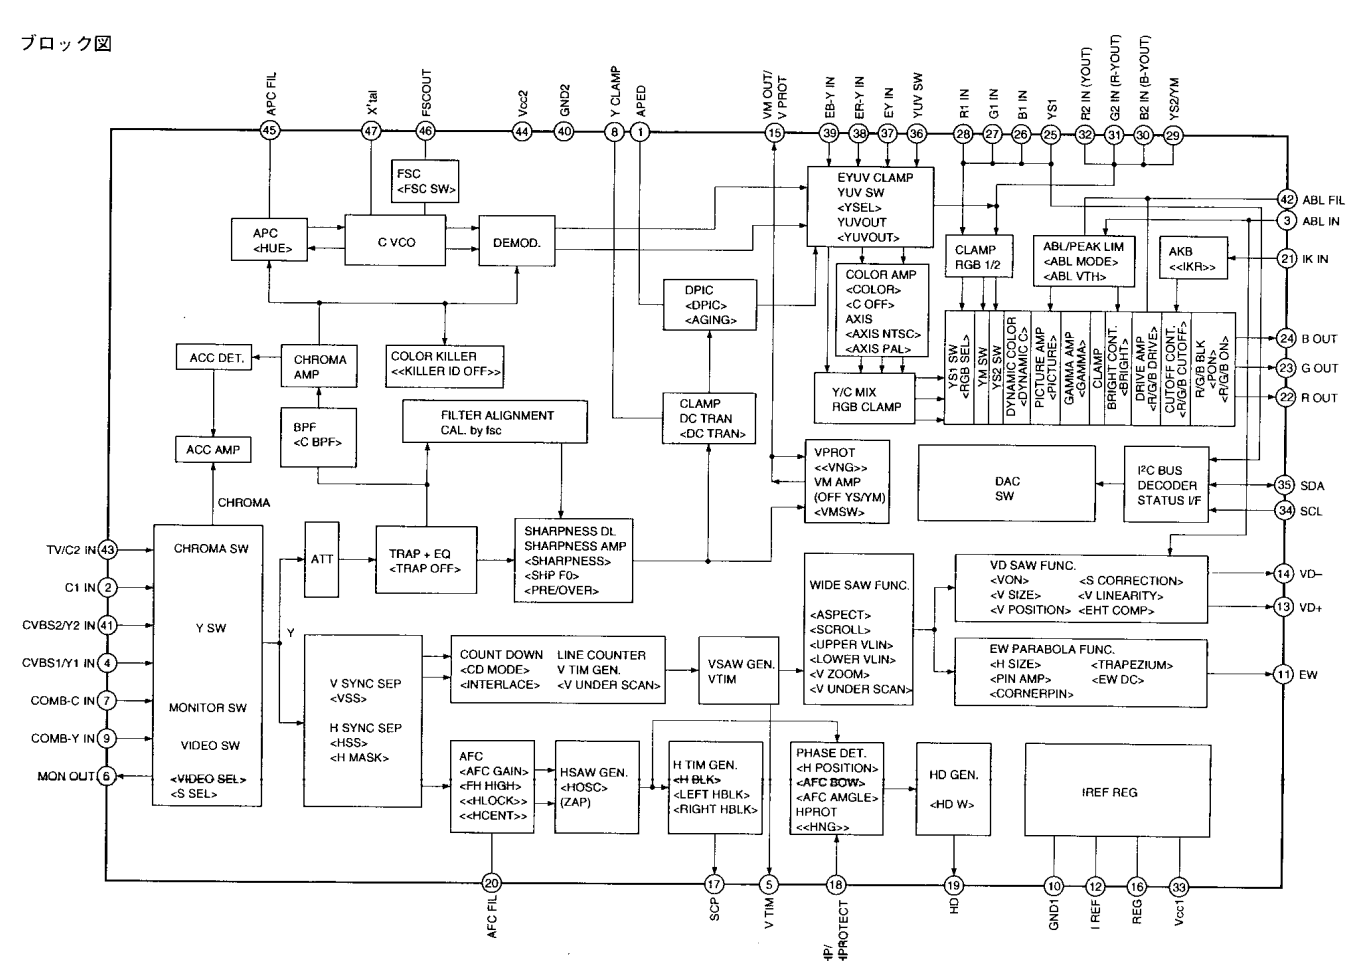 ブロック図
APC FIL
X'tal
FSCOUT
Vcc2
GND2
Y CLAMP
APED
VM OUT/
V PROT
EB-Y IN
ER-Y IN
EY IN
YUV SW
R1 IN
G1 IN
B1 IN
YS1
R2 IN (YOUT)
G2 IN (R-YOUT)
B2 IN (B-YOUT)
YS2/YM
45
47
46
44
40
8
1
15
39
38
37
36
28
27
26
25
32
31
30
29
FSC
<FSC SW>
APC
<HUE>
C VCO
DEMOD.
EYUV CLAMP
YUV SW
<YSEL>
YUVOUT
<YUVOUT>
CLAMP
RGB 1/2
ABL/PEAK LIM
<ABL MODE>
<ABL VTH>
AKB
<<IKR>>
42 ABL FIL
3 ABL IN
21 IK IN
DPIC
<DPIC>
<AGING>
COLOR AMP
<COLOR>
<C OFF>
AXIS
<AXIS NTSC>
<AXIS PAL>
YS1 SW
<RGB SEL>
YM SW
YS2 SW
DYNAMIC COLOR
<DYNAMIC C>
PICTURE AMP
<PICTURE>
GAMMA AMP
<GAMMA>
CLAMP
BRIGHT CONT.
<BRIGHT>
DRIVE AMP
<R/G/B DRIVE>
CUTOFF CONT.
<R/G/B CUTOFF>
R/G/B BLK
<PON>
<R/G/B ON>
24 B OUT
23 G OUT
22 R OUT
ACC DET.
CHROMA
AMP
COLOR KILLER
<<KILLER ID OFF>>
Y/C MIX
RGB CLAMP
BPF
<C BPF>
FILTER ALIGNMENT
CAL. by fsc
CLAMP
DC TRAN
<DC TRAN>
ACC AMP
CHROMA
VPROT
<<VNG>>
VM AMP
(OFF YS/YM)
<VMSW>
DAC
SW
I²C BUS
DECODER
STATUS I/F
35 SDA
34 SCL
TV/C2 IN 43
C1 IN 2
CVBS2/Y2 IN 41
CVBS1/Y1 IN 4
COMB-C IN 7
COMB-Y IN 9
MON OUT 6
CHROMA SW
Y SW
MONITOR SW
VIDEO SW
<VIDEO SEL>
<S SEL>
Y
ATT
TRAP + EQ
<TRAP OFF>
SHARPNESS DL
SHARPNESS AMP
<SHARPNESS>
<SHP F0>
<PRE/OVER>
WIDE SAW FUNC.
<ASPECT>
<SCROLL>
<UPPER VLIN>
<LOWER VLIN>
<V ZOOM>
<V UNDER SCAN>
VD SAW FUNC.
<VON> <S CORRECTION>
<V SIZE> <V LINEARITY>
<V POSITION> <EHT COMP>
14 VD–
13 VD+
V SYNC SEP
<VSS>
H SYNC SEP
<HSS>
<H MASK>
COUNT DOWN LINE COUNTER
<CD MODE> V TIM GEN.
<INTERLACE> <V UNDER SCAN>
VSAW GEN.
VTIM
EW PARABOLA FUNC.
<H SIZE> <TRAPEZIUM>
<PIN AMP> <EW DC>
<CORNERPIN>
11 EW
AFC
<AFC GAIN>
<FH HIGH>
<<HLOCK>>
<<HCENT>>
HSAW GEN.
<HOSC>
(ZAP)
H TIM GEN.
<H BLK>
<LEFT HBLK>
<RIGHT HBLK>
PHASE DET.
<H POSITION>
<AFC BOW>
<AFC AMGLE>
HPROT
<<HNG>>
HD GEN.
<HD W>
IREF REG
20
17
5
18
19
10
12
16
33
AFC FIL
SCP
V TIM
HP/
HPROTECT
HD
GND1
I REF
REG
Vcc1